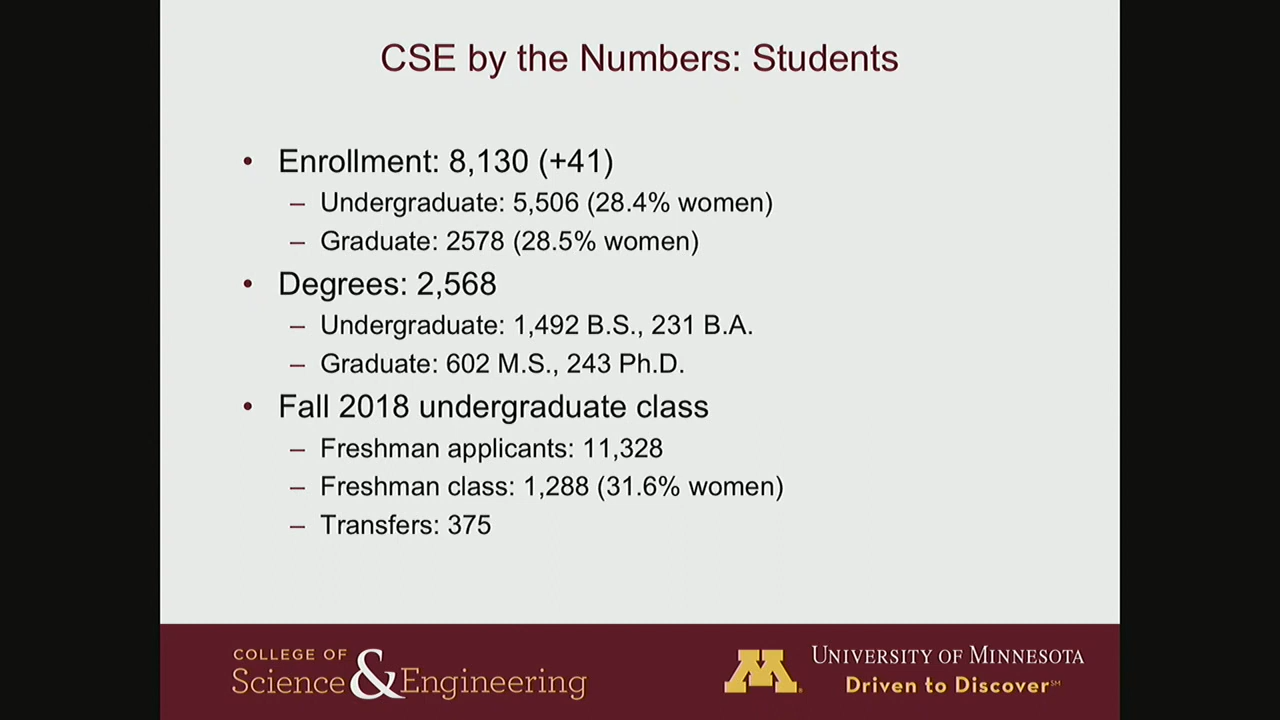 CSE by the Numbers: Students
• Enrollment: 8,130 (+41)
– Undergraduate: 5,506 (28.4% women)
– Graduate: 2578 (28.5% women)
• Degrees: 2,568
– Undergraduate: 1,492 B.S., 231 B.A.
– Graduate: 602 M.S., 243 Ph.D.
• Fall 2018 undergraduate class
– Freshman applicants: 11,328
– Freshman class: 1,288 (31.6% women)
– Transfers: 375
COLLEGE OF
Science & Engineering
M
UNIVERSITY OF MINNESOTA
Driven to Discover℠